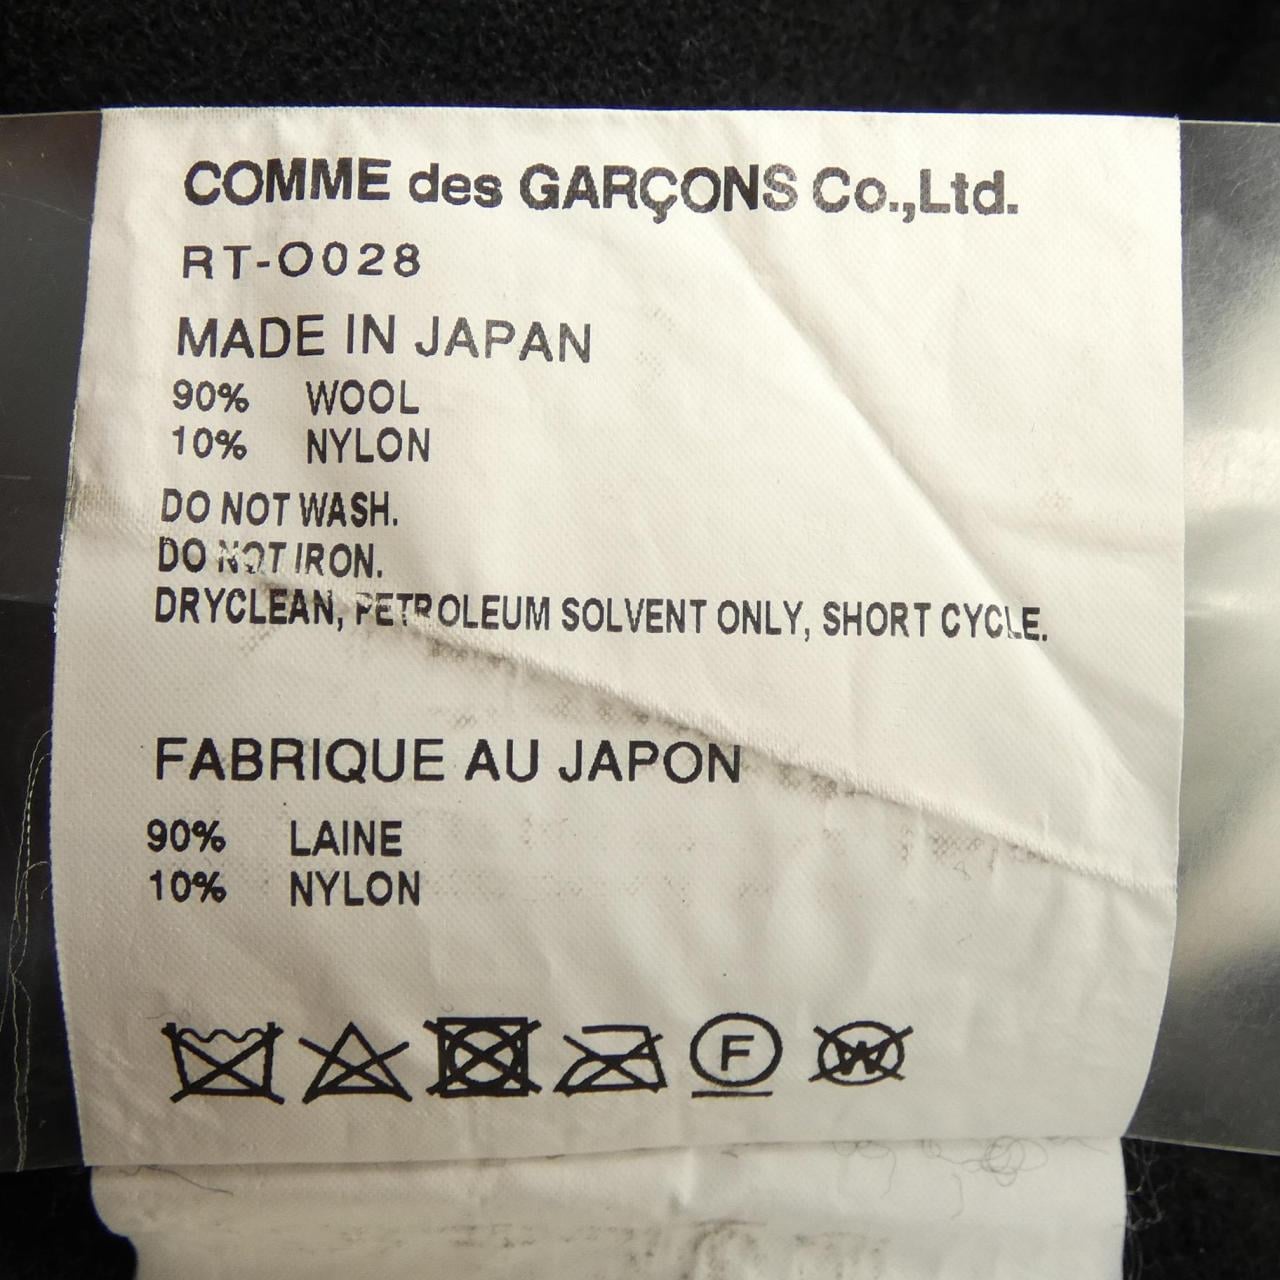 COMME des GARÇONS Co.,Ltd.
RT-O028
MADE IN JAPAN
90% WOOL
10% NYLON
DO NOT WASH.
DO NOT IRON.
DRYCLEAN, PETROLEUM SOLVENT ONLY, SHORT CYCLE.
FABRIQUE AU JAPON
90% LAINE
10% NYLON
F W